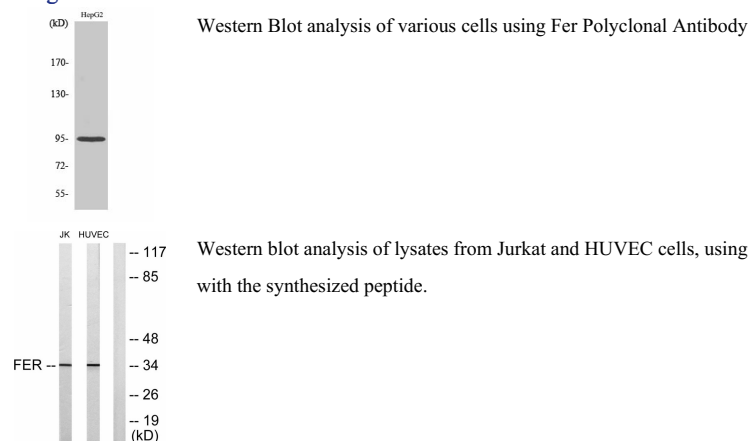 HepG2
(kD)
170-
130-
95-
72-
55-
Western Blot analysis of various cells using Fer Polyclonal Antibody
JK HUVEC
-- 117
-- 85
-- 48
FER --
-- 34
-- 26
-- 19
(kD)
Western blot analysis of lysates from Jurkat and HUVEC cells, using
with the synthesized peptide.